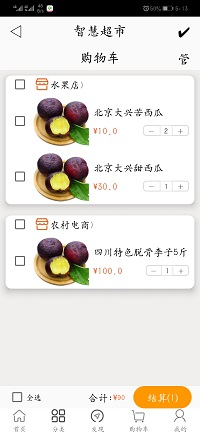 8:13
智慧超市
购物车
管
水果店〉
北京大兴苦西瓜
¥10.0
− 2 +
北京大兴甜西瓜
¥30.0
− 1 +
农村电商〉
四川特色脱骨李子5斤
¥100.0
− 1 +
全选
合计:¥90
结算(1)
首页
分类
发现
购物车
我的